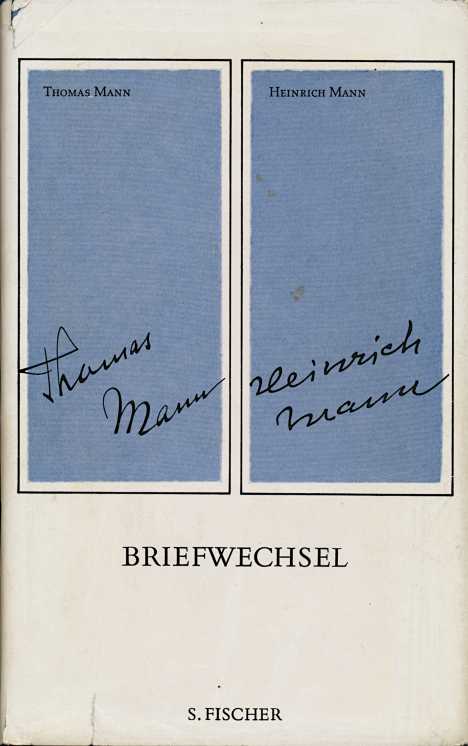 Thomas Mann
Heinrich Mann
Thomas
Mann
Heinrich
Mann
BRIEFWECHSEL
S. FISCHER